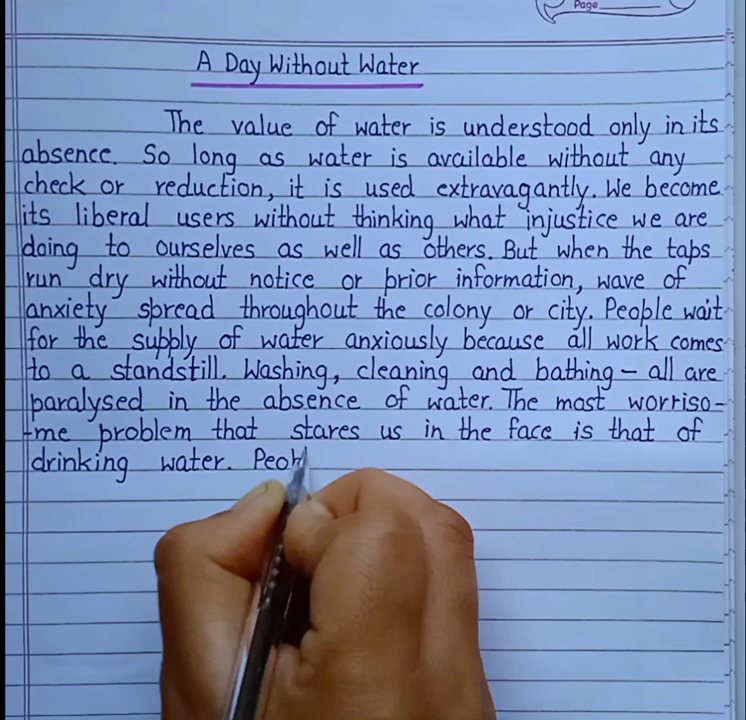 Page
A Day Without Water
The value of water is understood only in its
absence. So long as water is available without any
check or reduction, it is used extravagantly. We become
its liberal users without thinking what injustice we are
doing to ourselves as well as others. But when the taps
run dry without notice or prior information, wave of
anxiety spread throughout the colony or city. People wait
for the supply of water anxiously because all work comes
to a standstill. Washing, cleaning and bathing – all are
paralysed in the absence of water. The most worriso-
-me problem that stares us in the face is that of
drinking water.